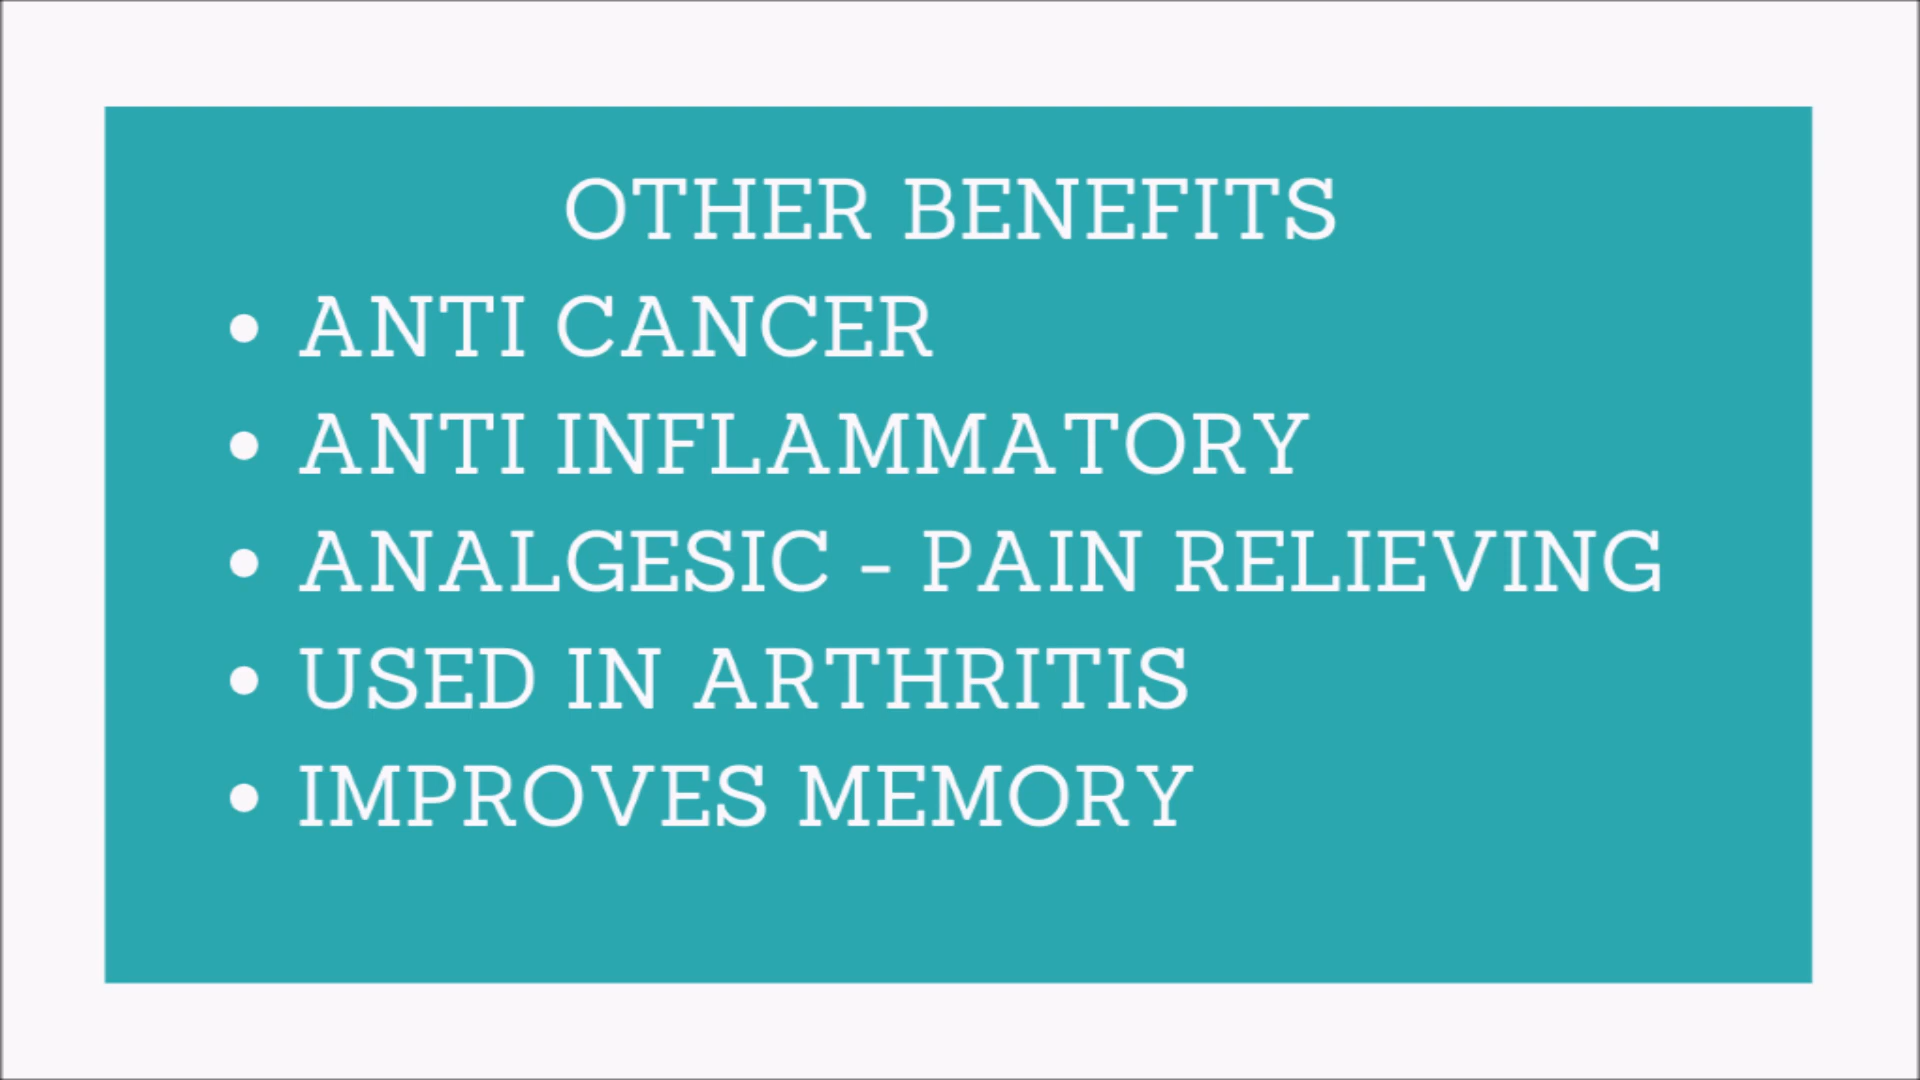 OTHER BENEFITS
• ANTI CANCER
• ANTI INFLAMMATORY
• ANALGESIC - PAIN RELIEVING
• USED IN ARTHRITIS
• IMPROVES MEMORY